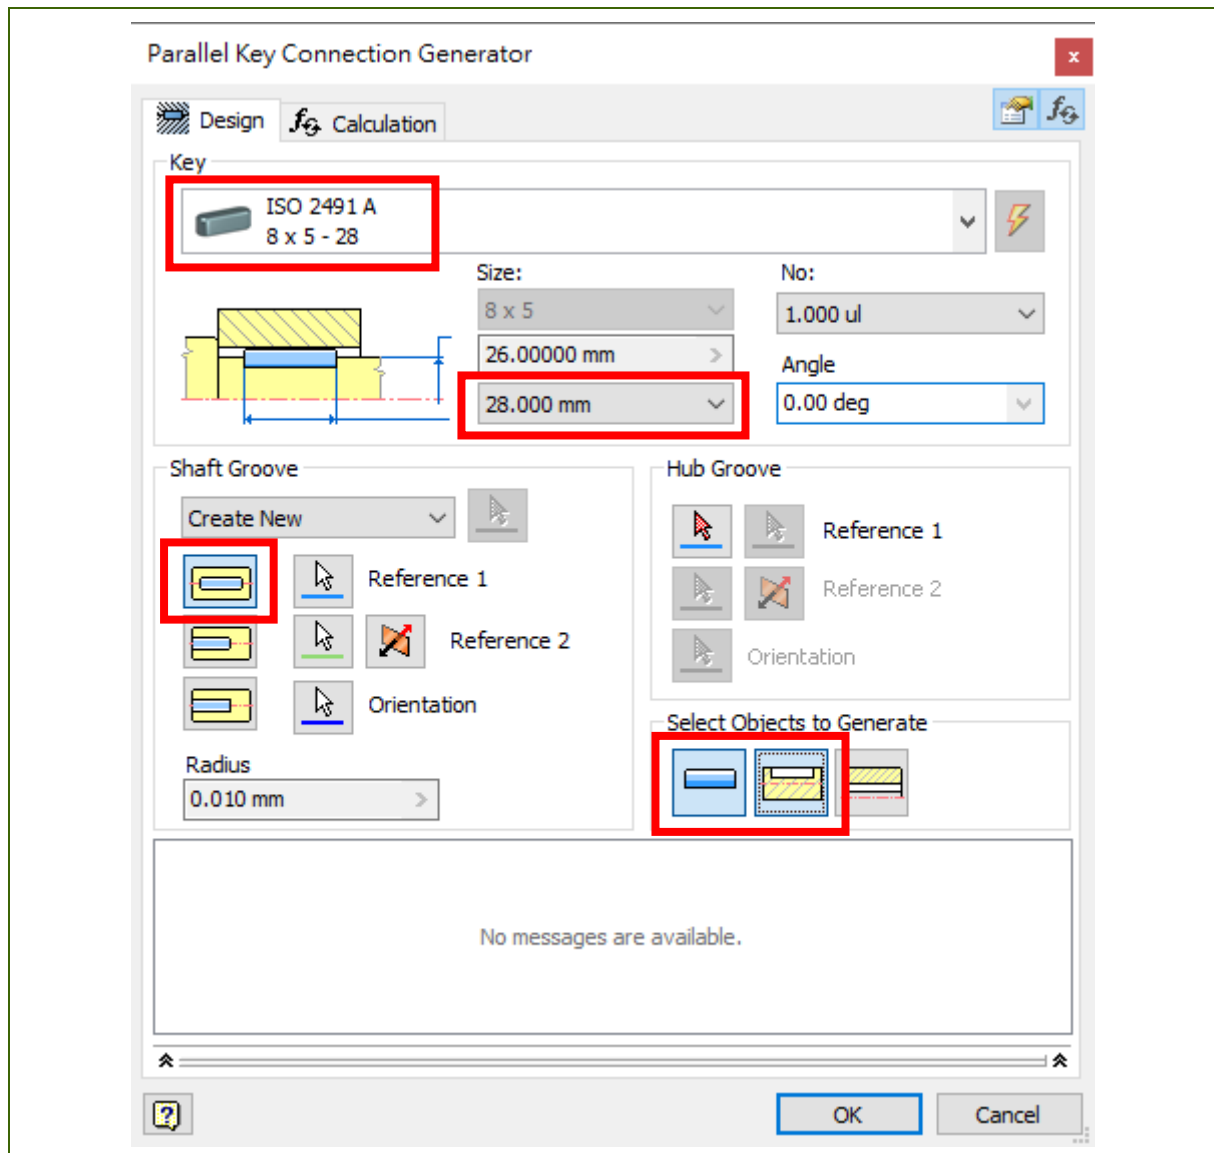 Parallel Key Connection Generator
x
Design
Calculation
Key
ISO 2491 A
8 x 5 - 28
Size:
No:
8 x 5
1.000 ul
26.00000 mm
Angle
28.000 mm
0.00 deg
Shaft Groove
Create New
Reference 1
Reference 2
Orientation
Radius
0.010 mm
Hub Groove
Reference 1
Reference 2
Orientation
Select Objects to Generate
No messages are available.
?
OK
Cancel